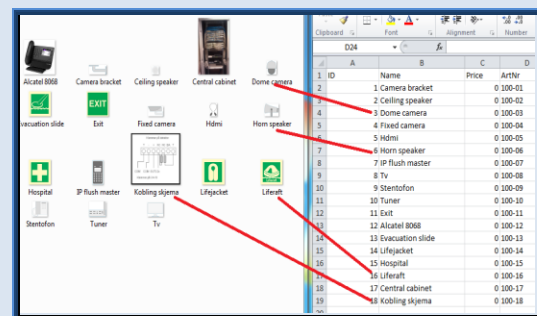 Clipboard Font Alignment Number
D24 fx
A B C D
1 ID Name Price ArtNr
2 1 Camera bracket 0 100-01
3 2 Ceiling speaker 0 100-02
4 3 Dome camera 0 100-03
5 4 Fixed camera 0 100-04
6 5 Hdmi 0 100-05
7 6 Horn speaker 0 100-06
8 7 IP flush master 0 100-07
9 8 Tv 0 100-08
10 9 Stentofon 0 100-09
11 10 Tuner 0 100-10
12 11 Exit 0 100-11
13 12 Alcatel 8068 0 100-12
14 13 Evacuation slide 0 100-13
15 14 Lifejacket 0 100-14
16 15 Hospital 0 100-15
17 16 Liferaft 0 100-16
18 17 Central cabinet 0 100-17
19 18 Kobling skjema 0 100-18
Alcatel 8068 Camera bracket Ceiling speaker Central cabinet Dome camera
EXIT
vacuation slide Exit Fixed camera Hdmi Horn speaker
Hospital IP flush master Kobling skjema Lifejacket Liferaft
Stentofon Tuner Tv